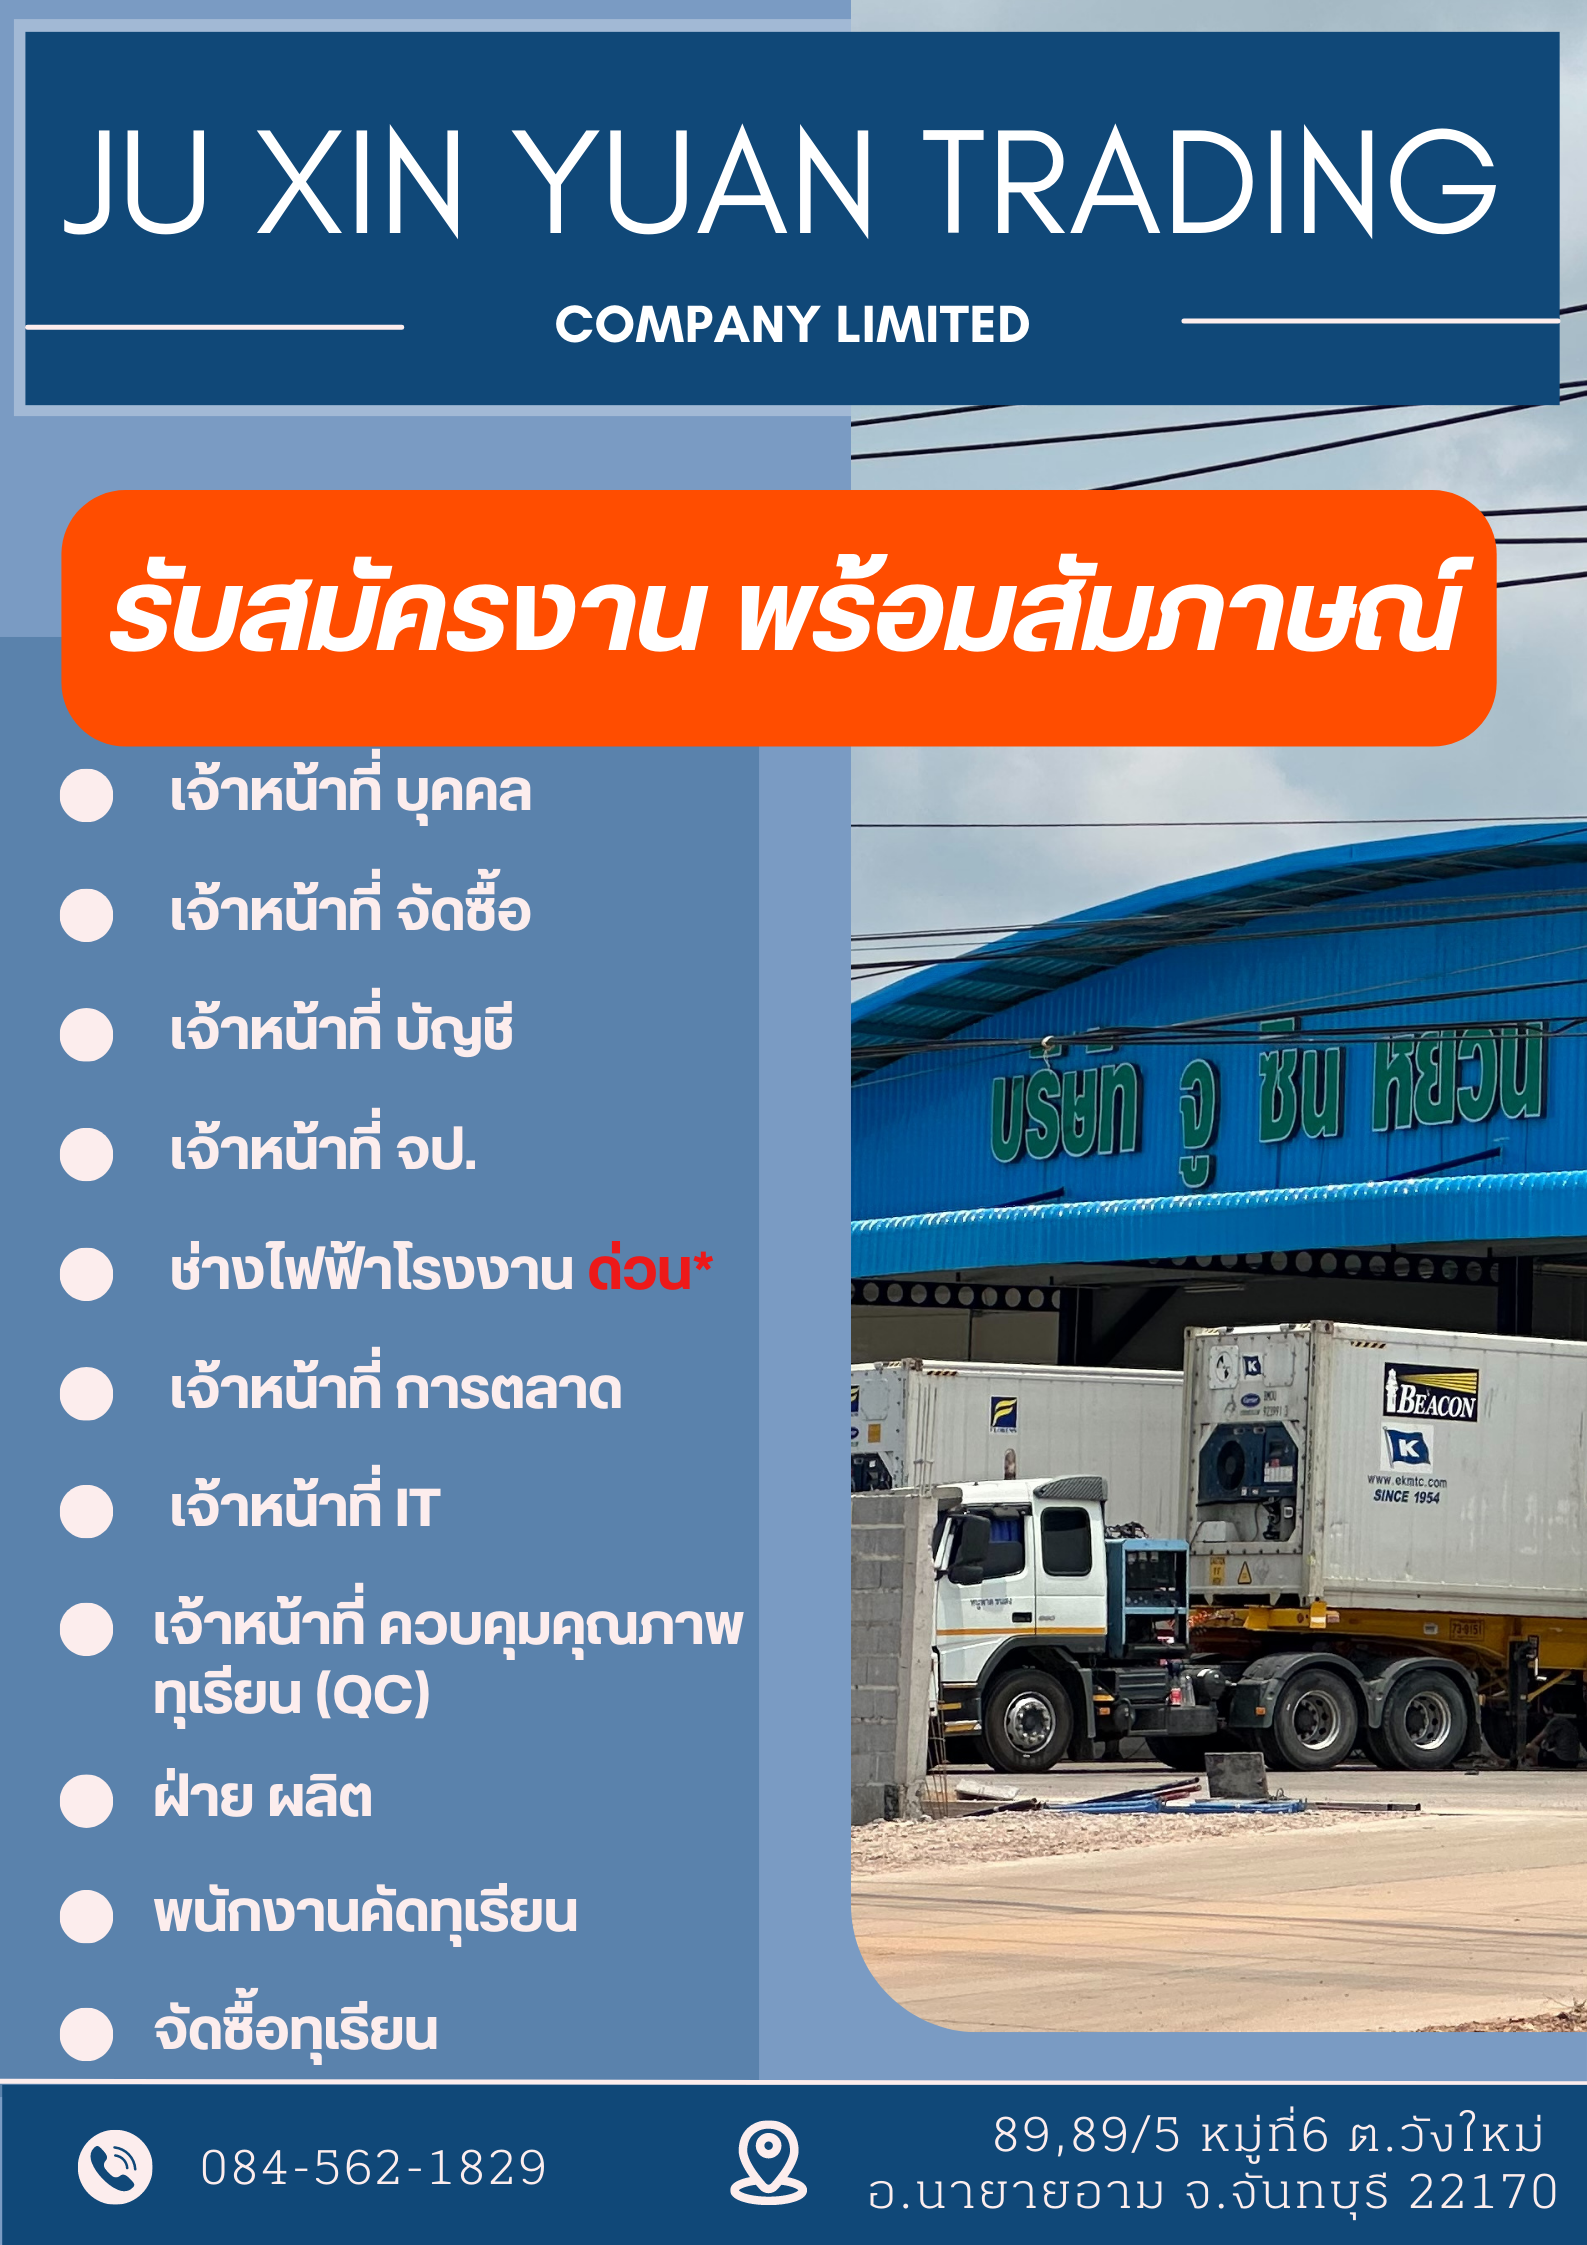 JU XIN YUAN TRADING
COMPANY LIMITED
รับสมัครงาน พร้อมสัมภาษณ์
เจ้าหน้าที่ บุคคล
เจ้าหน้าที่ จัดซื้อ
เจ้าหน้าที่ บัญชี
เจ้าหน้าที่ จป.
ช่างไฟฟ้าโรงงาน ด่วน*
เจ้าหน้าที่ การตลาด
เจ้าหน้าที่ IT
เจ้าหน้าที่ ควบคุมคุณภาพ
ทุเรียน (QC)
ฝ่าย ผลิต
พนักงานคัดทุเรียน
จัดซื้อทุเรียน
บริษัท จู ซิน หยวน
BEACON
K
www.ekmtc.com
SINCE 1954
K
F
73-9151
084-562-1829
89,89/5 หมู่ที่6 ต.วังใหม่
อ.นายายอาม จ.จันทบุรี 22170